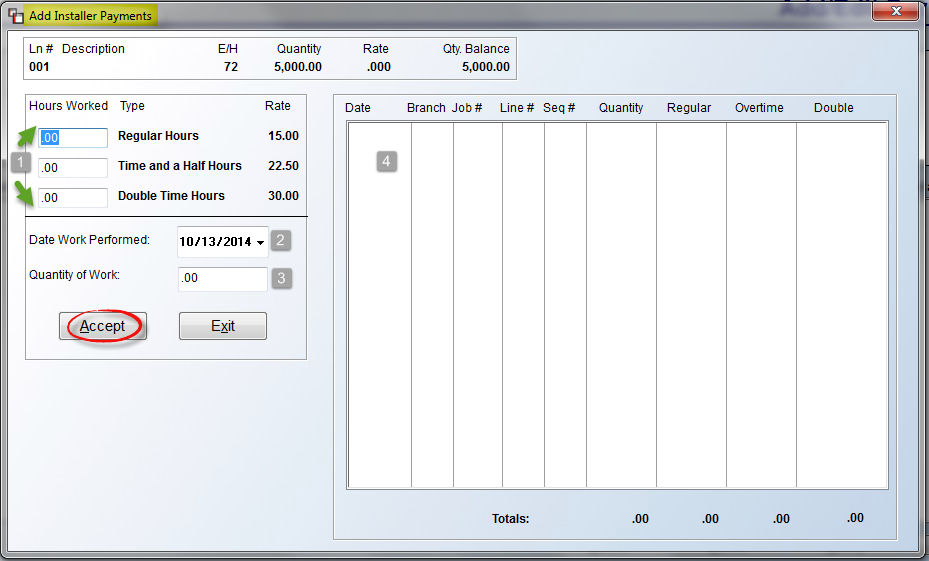 Add Installer Payments
Ln # Description E/H Quantity Rate Qty. Balance
001 72 5,000.00 .000 5,000.00
Hours Worked Type Rate
.00 Regular Hours 15.00
1
.00 Time and a Half Hours 22.50
.00 Double Time Hours 30.00
Date Work Performed: 10/13/2014 2
Quantity of Work: .00 3
Accept Exit
Date Branch Job # Line # Seq # Quantity Regular Overtime Double
4
Totals: .00 .00 .00 .00